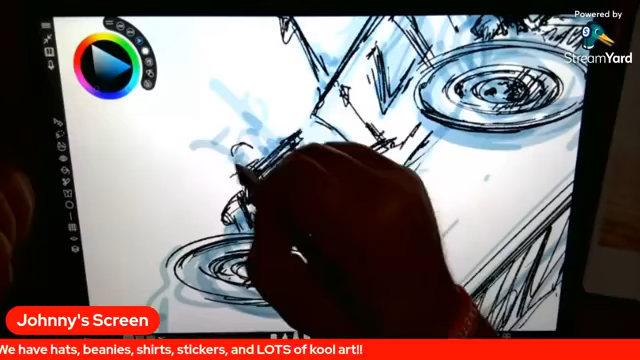 Powered by
StreamYard
Johnny's Screen
We have hats, beanies, shirts, stickers, and LOTS of kool art!!